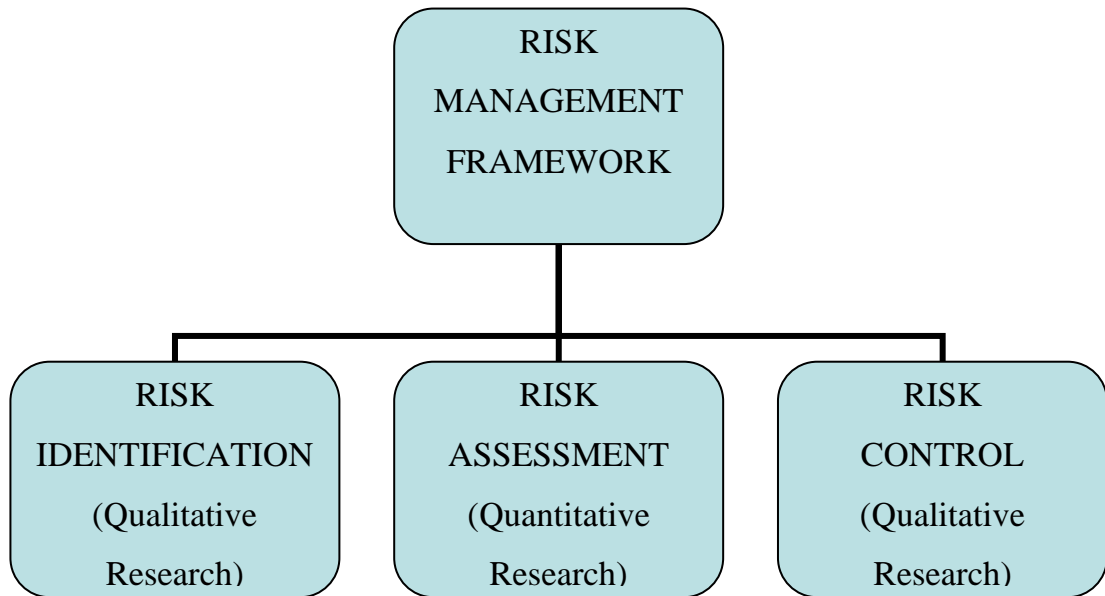 RISK
MANAGEMENT
FRAMEWORK
RISK
IDENTIFICATION
(Qualitative
Research)
RISK
ASSESSMENT
(Quantitative
Research)
RISK
CONTROL
(Qualitative
Research)